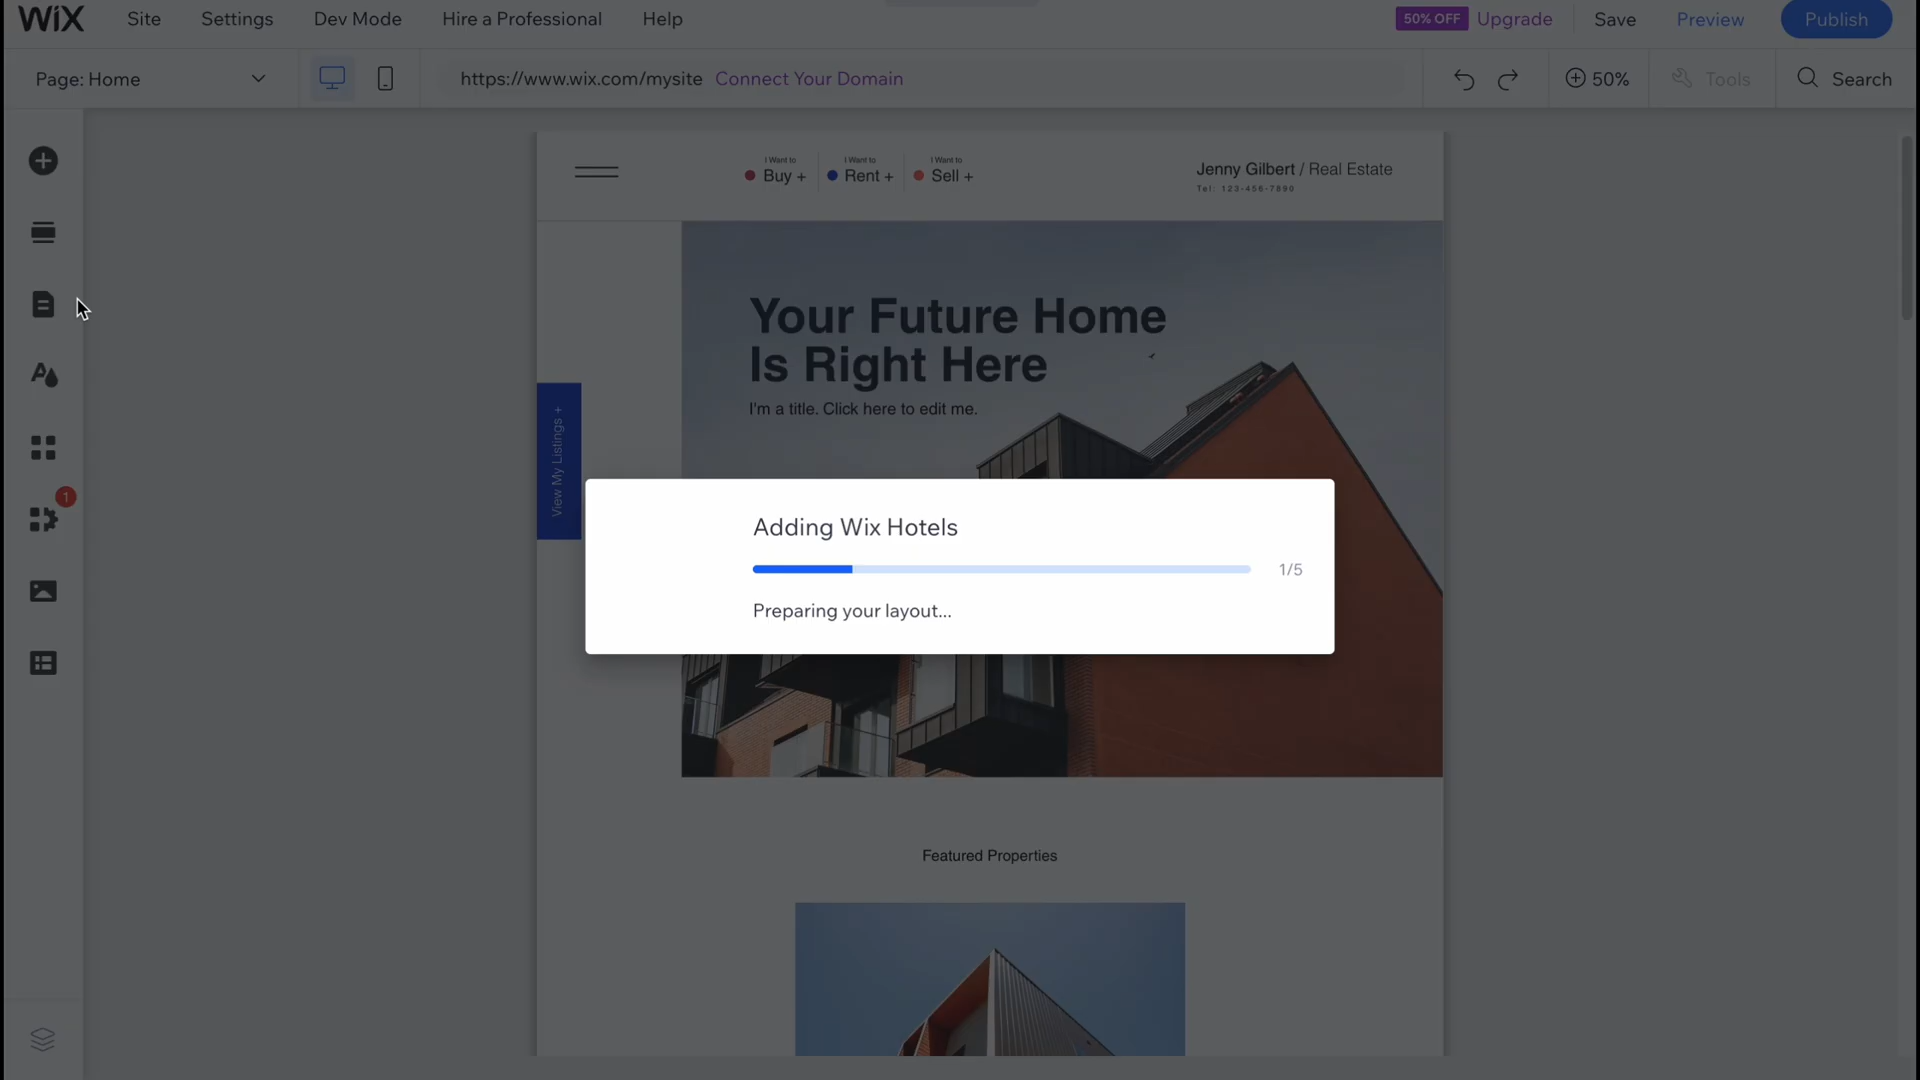 WiX Site Settings Dev Mode Hire a Professional Help 50% OFF Upgrade Save Preview Publish
Page: Home https://www.wix.com/mysite Connect Your Domain 50% Tools Search
I Want to I Want to I Want to
Buy + Rent + Sell +
Jenny Gilbert / Real Estate
Tel: 123-456-7890
Your Future Home
Is Right Here
I'm a title. Click here to edit me.
View My Listings +
1
Adding Wix Hotels
1/5
Preparing your layout...
Featured Properties